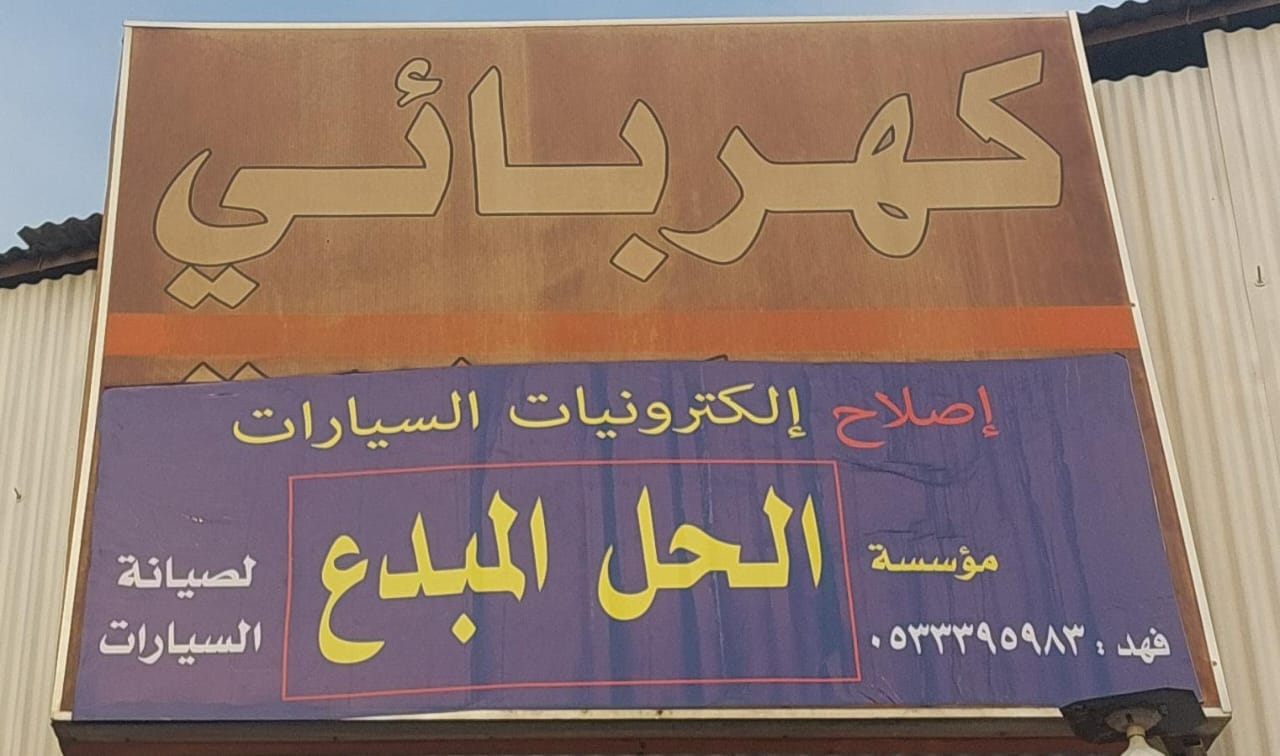 كهربائي
إصلاح إلكترونيات السيارات
مؤسسة
الحل المبدع
لصيانة
السيارات
فهد : ٠٥٣٣٣٩٥٩٨٣